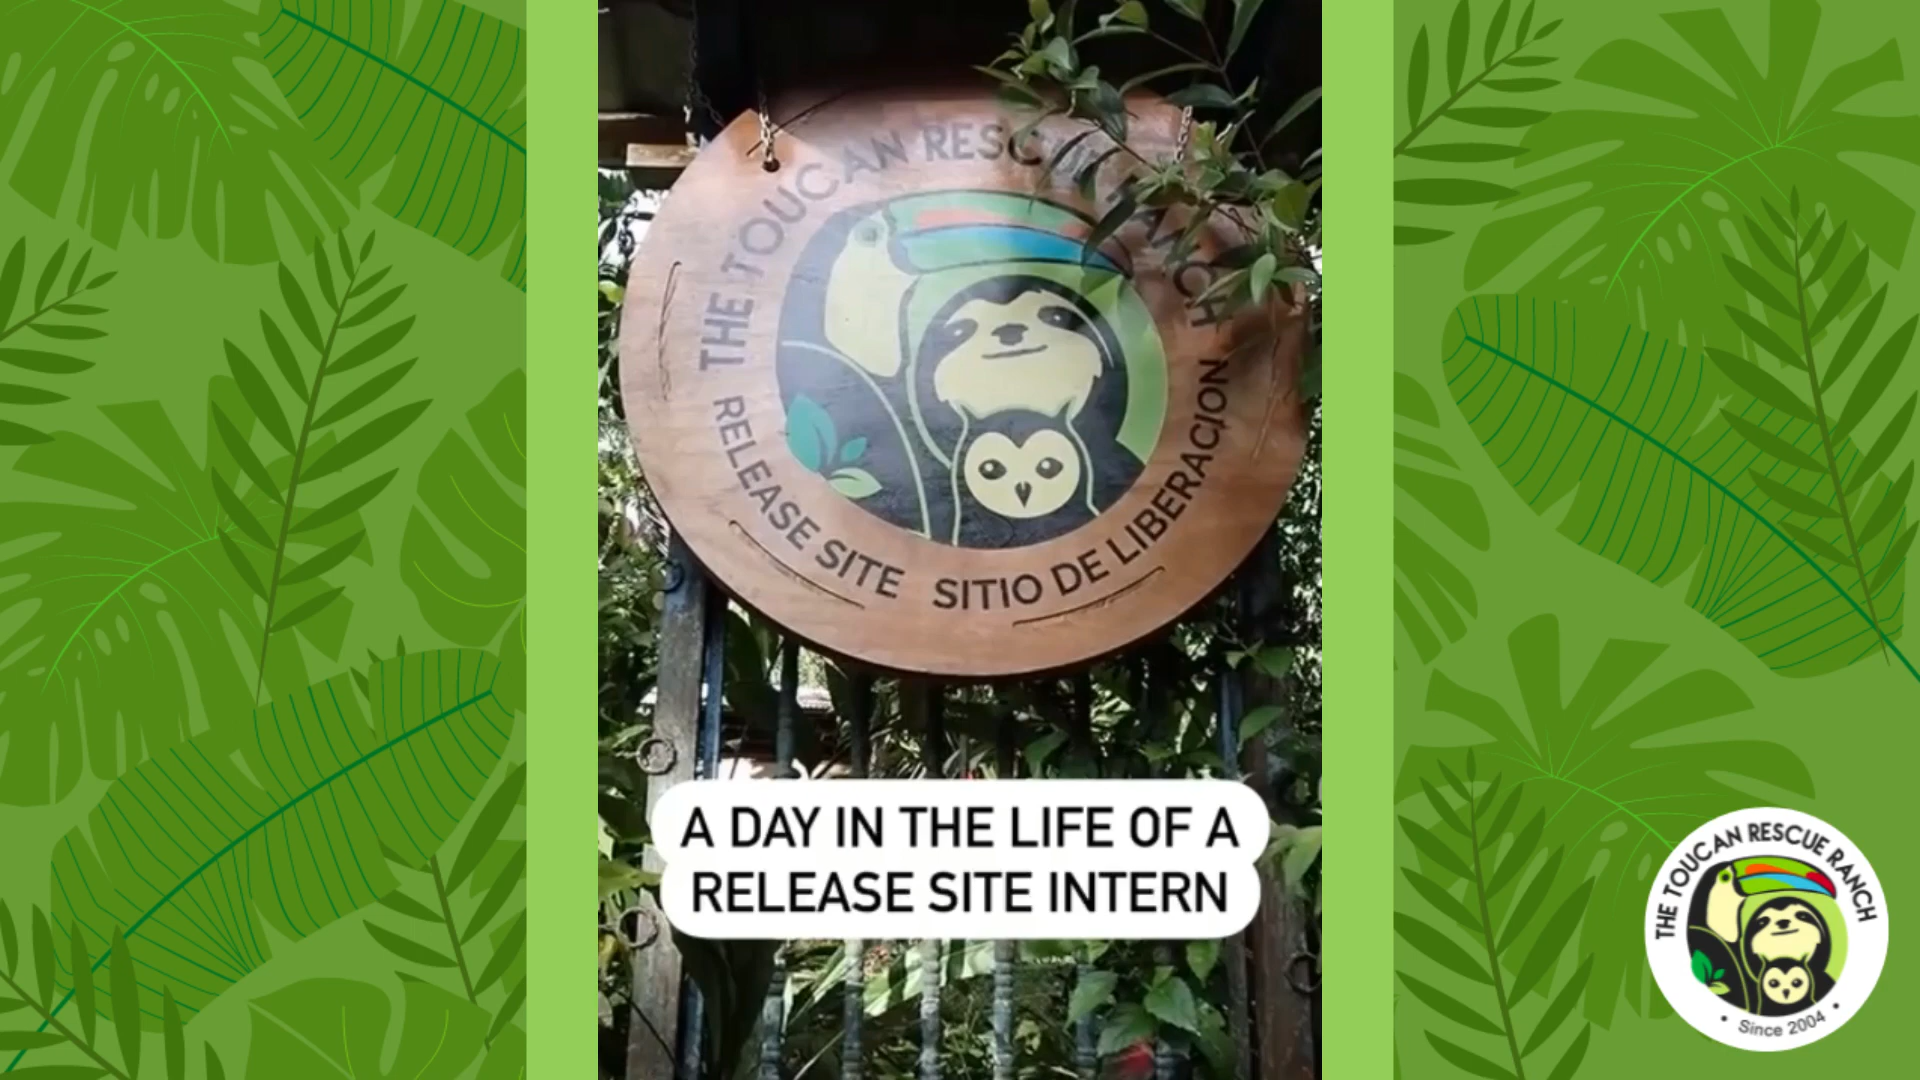 THE TOUCAN RESCUE RANCH
RELEASE SITE SITIO DE LIBERACION
A DAY IN THE LIFE OF A
RELEASE SITE INTERN
THE TOUCAN RESCUE RANCH
• Since 2004 •